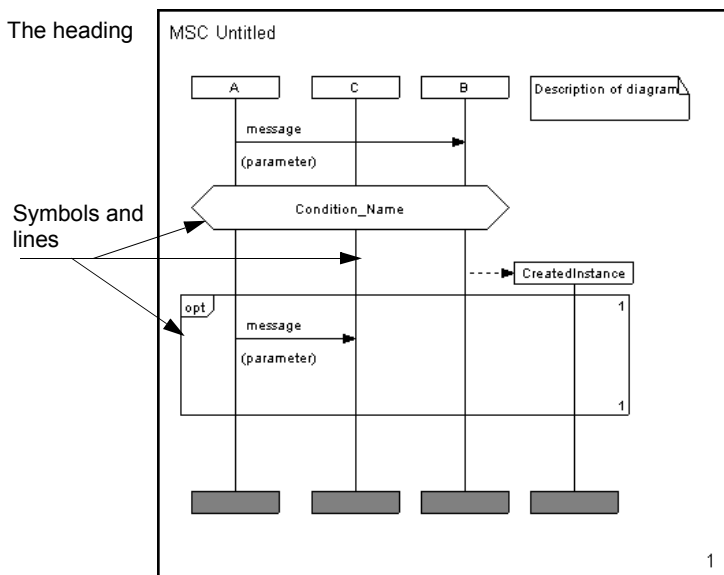 The heading
MSC Untitled
A
C
B
Description of diagram
message
(parameter)
Symbols and
lines
Condition_Name
CreatedInstance
opt
1
message
(parameter)
1
1